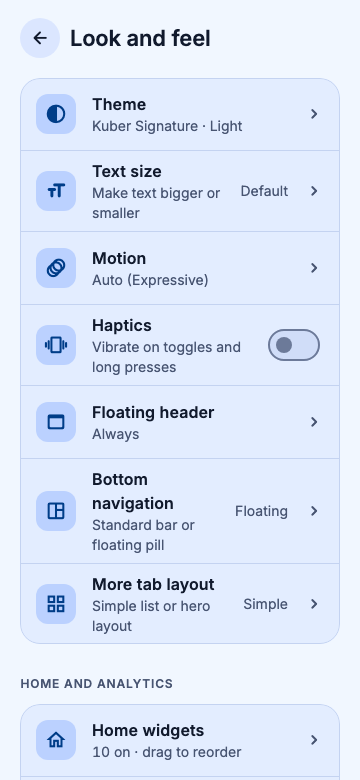 Look and feel
Theme
Kuber Signature · Light
Text size
Make text bigger or
smaller
Default
Motion
Auto (Expressive)
Haptics
Vibrate on toggles and
long presses
Floating header
Always
Bottom
navigation
Standard bar or
floating pill
Floating
More tab layout
Simple list or hero
layout
Simple
HOME AND ANALYTICS
Home widgets
10 on · drag to reorder